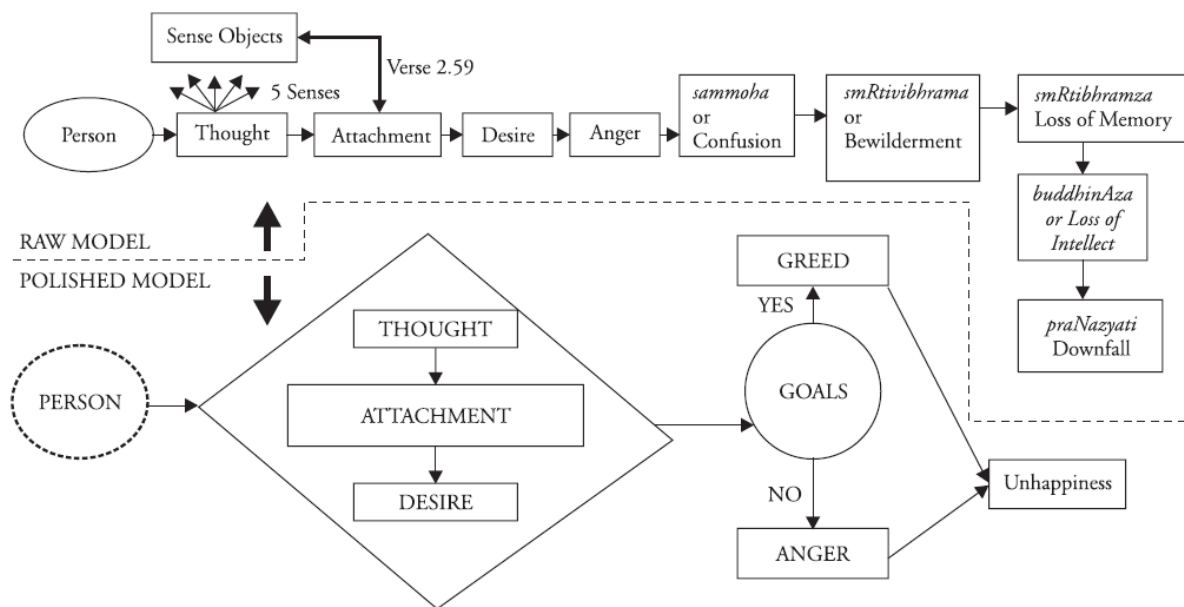 Sense Objects
Verse 2.59
5 Senses
Person
Thought
Attachment
Desire
Anger
sammoha
or
Confusion
smRtivibhrama
or
Bewilderment
smRtibhramza
Loss of Memory
buddhinAza
or Loss of
Intellect
praNazyati
Downfall
RAW MODEL
POLISHED MODEL
PERSON
THOUGHT
ATTACHMENT
DESIRE
GREED
YES
GOALS
NO
ANGER
Unhappiness